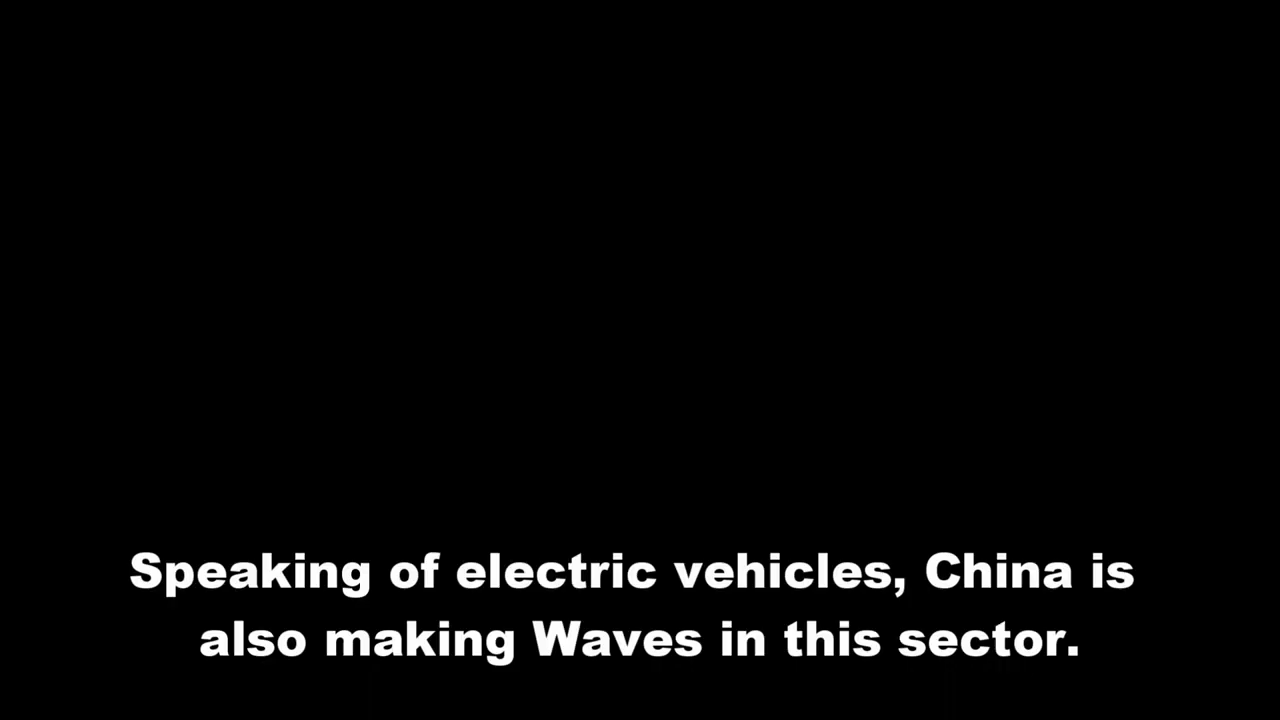 Speaking of electric vehicles, China is
also making Waves in this sector.